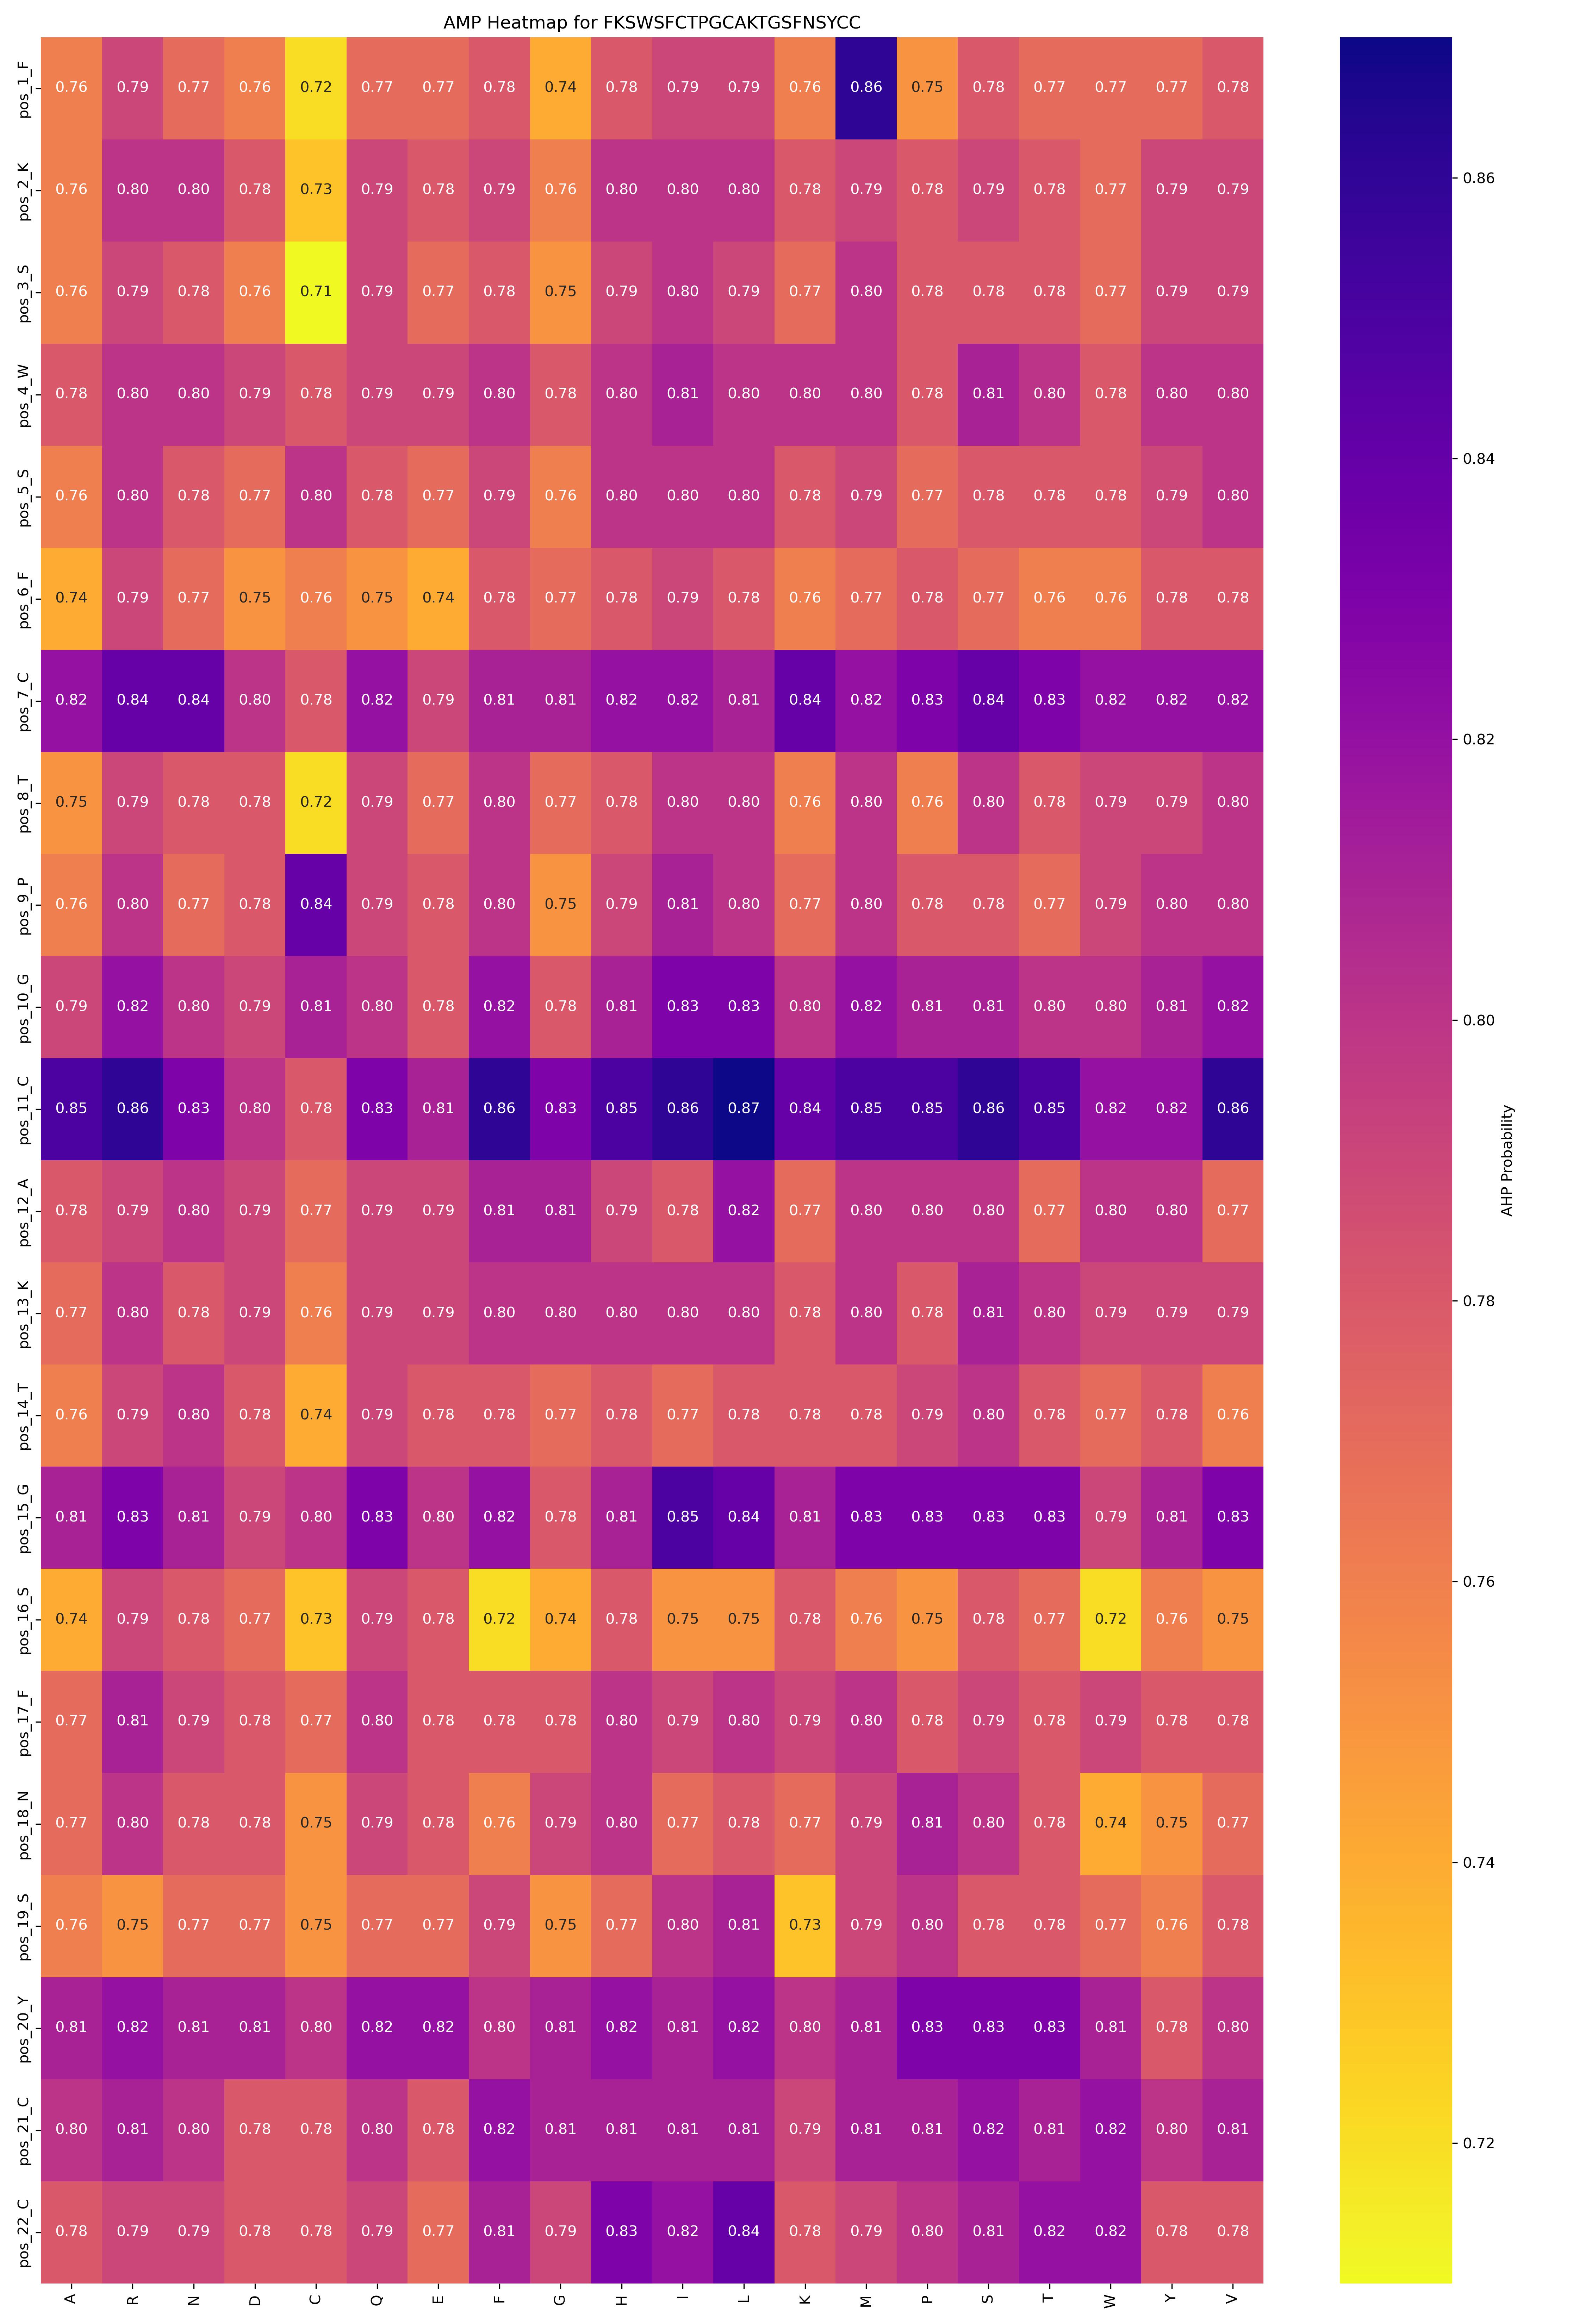 AMP Heatmap for FKSWSFCTPGCAKTGSFNSYCC
pos_1_F 0.76 0.79 0.77 0.76 0.72 0.77 0.77 0.78 0.74 0.78 0.79 0.79 0.76 0.86 0.75 0.78 0.77 0.77 0.77 0.78
pos_2_K 0.76 0.80 0.80 0.78 0.73 0.79 0.78 0.79 0.76 0.80 0.80 0.80 0.78 0.79 0.78 0.79 0.78 0.77 0.79 0.79
pos_3_S 0.76 0.79 0.78 0.76 0.71 0.79 0.77 0.78 0.75 0.79 0.80 0.79 0.77 0.80 0.78 0.78 0.78 0.77 0.79 0.79
pos_4_W 0.78 0.80 0.80 0.79 0.78 0.79 0.79 0.80 0.78 0.80 0.81 0.80 0.80 0.80 0.78 0.81 0.80 0.78 0.80 0.80
pos_5_S 0.76 0.80 0.78 0.77 0.80 0.78 0.77 0.79 0.76 0.80 0.80 0.80 0.78 0.79 0.77 0.78 0.78 0.78 0.79 0.80
pos_6_F 0.74 0.79 0.77 0.75 0.76 0.75 0.74 0.78 0.77 0.78 0.79 0.78 0.76 0.77 0.78 0.77 0.76 0.76 0.78 0.78
pos_7_C 0.82 0.84 0.84 0.80 0.78 0.82 0.79 0.81 0.81 0.82 0.82 0.81 0.84 0.82 0.83 0.84 0.83 0.82 0.82 0.82
pos_8_T 0.75 0.79 0.78 0.78 0.72 0.79 0.77 0.80 0.77 0.78 0.80 0.80 0.76 0.80 0.76 0.80 0.78 0.79 0.79 0.80
pos_9_P 0.76 0.80 0.77 0.78 0.84 0.79 0.78 0.80 0.75 0.79 0.81 0.80 0.77 0.80 0.78 0.78 0.77 0.79 0.80 0.80
pos_10_G 0.79 0.82 0.80 0.79 0.81 0.80 0.78 0.82 0.78 0.81 0.83 0.83 0.80 0.82 0.81 0.81 0.80 0.80 0.81 0.82
pos_11_C 0.85 0.86 0.83 0.80 0.78 0.83 0.81 0.86 0.83 0.85 0.86 0.87 0.84 0.85 0.85 0.86 0.85 0.82 0.82 0.86
pos_12_A 0.78 0.79 0.80 0.79 0.77 0.79 0.79 0.81 0.81 0.79 0.78 0.82 0.77 0.80 0.80 0.80 0.77 0.80 0.80 0.77
pos_13_K 0.77 0.80 0.78 0.79 0.76 0.79 0.79 0.80 0.80 0.80 0.80 0.80 0.78 0.80 0.78 0.81 0.80 0.79 0.79 0.79
pos_14_T 0.76 0.79 0.80 0.78 0.74 0.79 0.78 0.78 0.77 0.78 0.77 0.78 0.78 0.78 0.79 0.80 0.78 0.77 0.78 0.76
pos_15_G 0.81 0.83 0.81 0.79 0.80 0.83 0.80 0.82 0.78 0.81 0.85 0.84 0.81 0.83 0.83 0.83 0.83 0.79 0.81 0.83
pos_16_S 0.74 0.79 0.78 0.77 0.73 0.79 0.78 0.72 0.74 0.78 0.75 0.75 0.78 0.76 0.75 0.78 0.77 0.72 0.76 0.75
pos_17_F 0.77 0.81 0.79 0.78 0.77 0.80 0.78 0.78 0.78 0.80 0.79 0.80 0.79 0.80 0.78 0.79 0.78 0.79 0.78 0.78
pos_18_N 0.77 0.80 0.78 0.78 0.75 0.79 0.78 0.76 0.79 0.80 0.77 0.78 0.77 0.79 0.81 0.80 0.78 0.74 0.75 0.77
pos_19_S 0.76 0.75 0.77 0.77 0.75 0.77 0.77 0.79 0.75 0.77 0.80 0.81 0.73 0.79 0.80 0.78 0.78 0.77 0.76 0.78
pos_20_Y 0.81 0.82 0.81 0.81 0.80 0.82 0.82 0.80 0.81 0.82 0.81 0.82 0.80 0.81 0.83 0.83 0.83 0.81 0.78 0.80
pos_21_C 0.80 0.81 0.80 0.78 0.78 0.80 0.78 0.82 0.81 0.81 0.81 0.81 0.79 0.81 0.81 0.82 0.81 0.82 0.80 0.81
pos_22_C 0.78 0.79 0.79 0.78 0.78 0.79 0.77 0.81 0.79 0.83 0.82 0.84 0.78 0.79 0.80 0.81 0.82 0.82 0.78 0.78
A R N D C Q E F G H I L K M P S T W Y V
0.86
0.84
0.82
0.80
0.78
0.76
0.74
0.72
AHP Probability